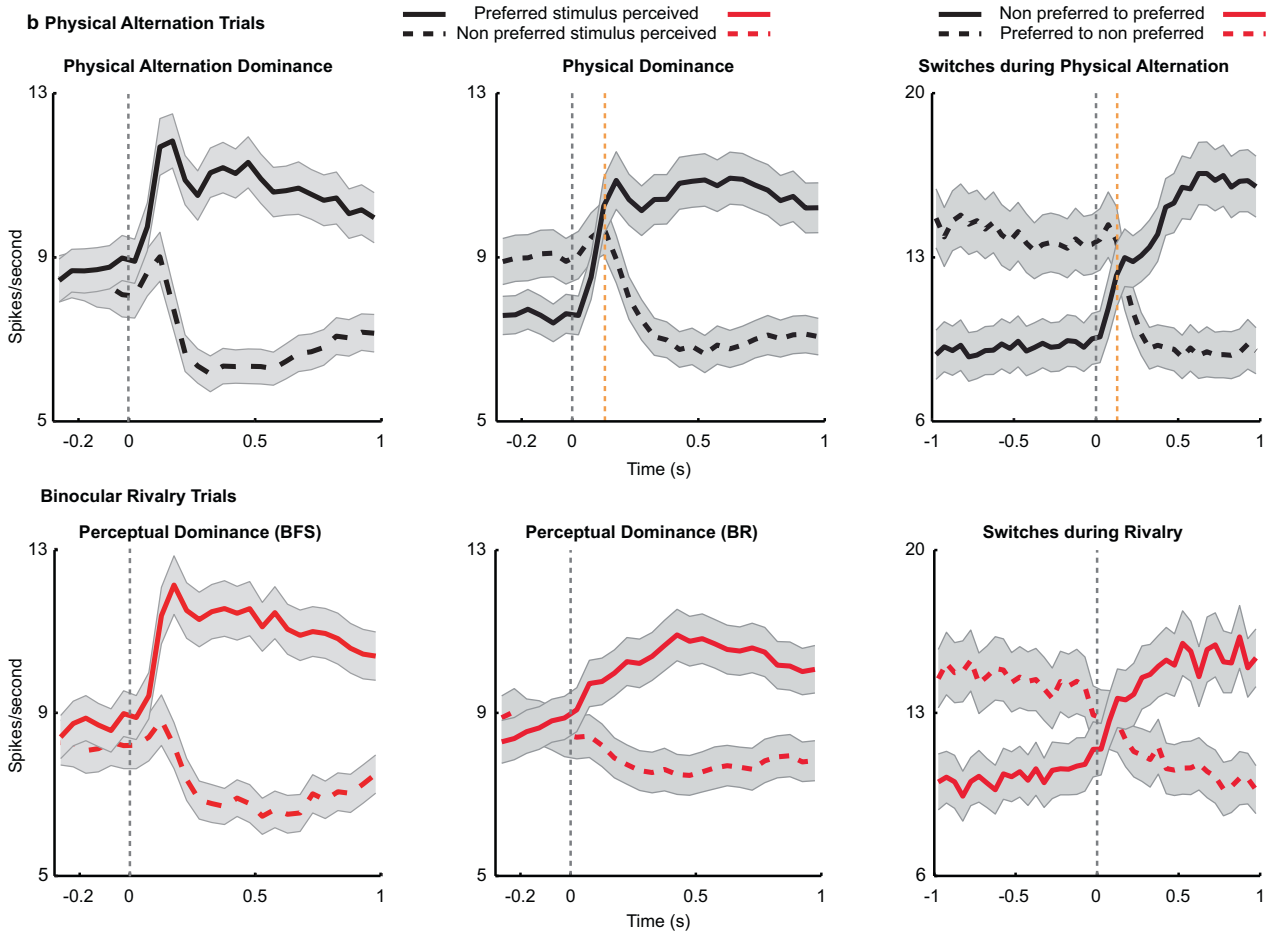 b Physical Alternation Trials
Preferred stimulus perceived
Non preferred stimulus perceived
Non preferred to preferred
Preferred to non preferred
Physical Alternation Dominance
Physical Dominance
Switches during Physical Alternation
Spikes/second
13
9
5
-0.2 0 0.5 1
13
9
5
-0.2 0 0.5 1
Time (s)
20
13
6
-1 -0.5 0 0.5 1
Binocular Rivalry Trials
Perceptual Dominance (BFS)
Perceptual Dominance (BR)
Switches during Rivalry
Spikes/second
13
9
5
-0.2 0 0.5 1
13
9
5
-0.2 0 0.5 1
Time (s)
20
13
6
-1 -0.5 0 0.5 1